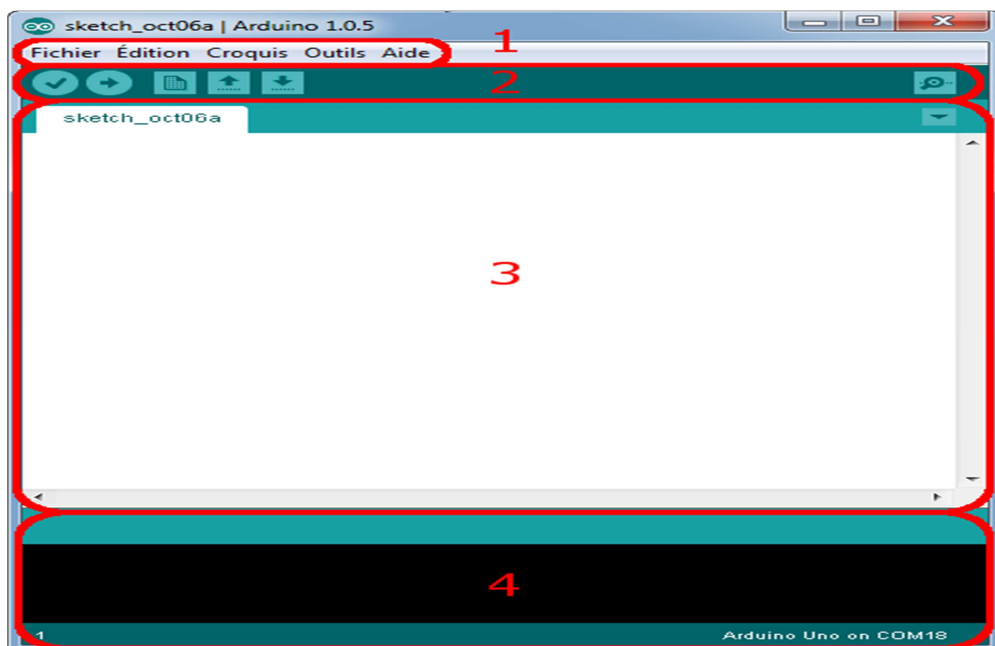 sketch_oct06a | Arduino 1.0.5
1
Fichier Édition Croquis Outils Aide
2
sketch_oct06a
3
4
1
Arduino Uno on COM18